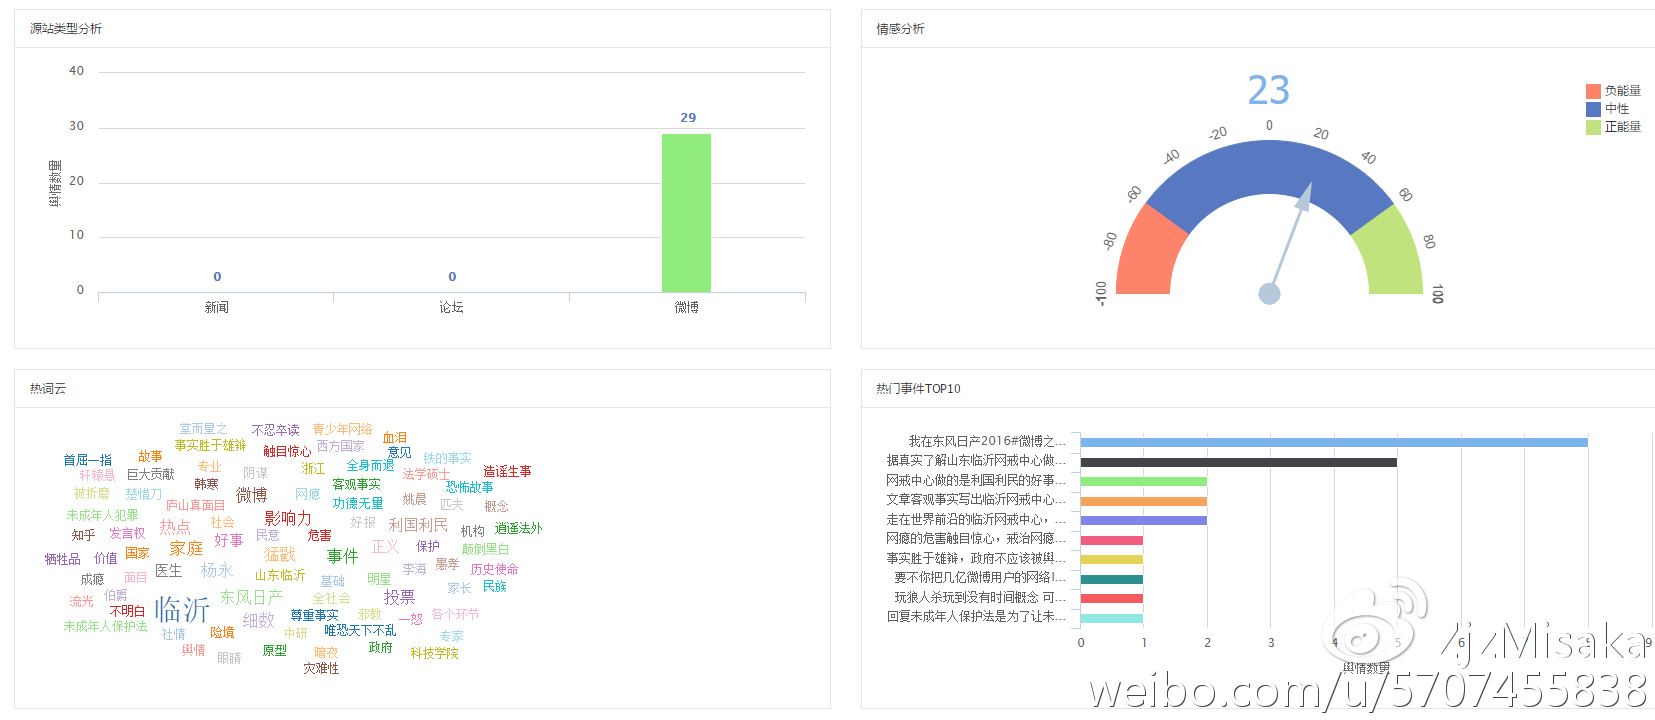 源站类型分析
40
30
20
10
0
舆情数量
0
0
29
新闻
论坛
微博
情感分析
23
负能量
中性
正能量
-100
-80
-60
-40
-20
0
20
40
60
80
100
热词云
堂而皇之
不忍卒读
青少年网络
血泪
事实胜于雄辩
触目惊心
西方国家
意见
首屈一指
故事
专业
阴谋
浙江
全身而退
铁的事实
法学硕士
造谣生事
轩辕悬
巨大贡献
韩寒
客观事实
恐怖故事
被折磨
楚惜刀
微博
网瘾
功德无量
姚晨
匹夫
概念
庐山真面目
未成年人犯罪
热点
社会
影响力
好报
利国利民
机构
逍遥法外
知乎
发言权
好事
民意
危害
正义
保护
颠倒黑白
牺牲品
价值
国家
家庭
猛戳
事件
愚孝
成瘾
面目
医生
杨永
山东临沂
基础
明星
李海
历史使命
流光
伯爵
不明白
临沂
东风日产
全社会
投票
家长
民族
未成年人保护法
社情
险境
细数
尊重事实
邪教
一怒
各个环节
中研
唯恐天下不乱
专家
舆情
眼睛
原型
暗夜
政府
科技学院
灾难性
热门事件TOP10
我在东风日产2016#微博之...
据真实了解山东临沂网戒中心做...
网戒中心做的是利国利民的好事...
文章客观事实写出临沂网戒中心...
走在世界前沿的临沂网戒中心，...
网瘾的危害触目惊心，戒治网瘾...
事实胜于雄辩，政府不应该被舆...
要不你把几亿微博用户的网络I...
玩狼人杀玩到没有时间概念 可...
回复未成年人保护法是为了让未...
0
1
2
3
4
5
6
7
8
9
舆情数量
ZjzMisaka
weibo.com/u/5707455838